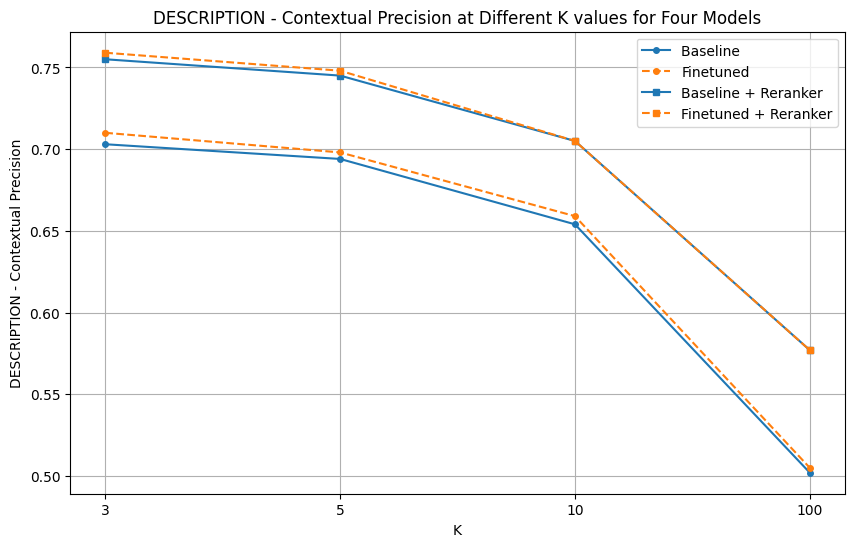 DESCRIPTION - Contextual Precision at Different K values for Four Models
Baseline
Finetuned
Baseline + Reranker
Finetuned + Reranker
DESCRIPTION - Contextual Precision
0.75
0.70
0.65
0.60
0.55
0.50
3 5 10 100
K